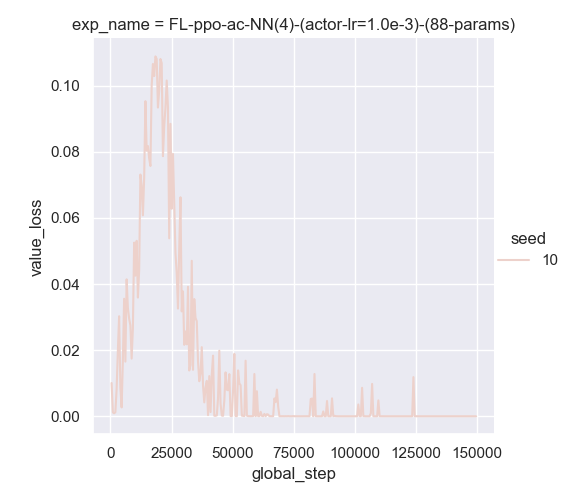 exp_name = FL-ppo-ac-NN(4)-(actor-lr=1.0e-3)-(88-params)
0.10
0.08
0.06
0.04
0.02
0.00
value_loss
0 25000 50000 75000 100000 125000 150000
global_step
seed
10